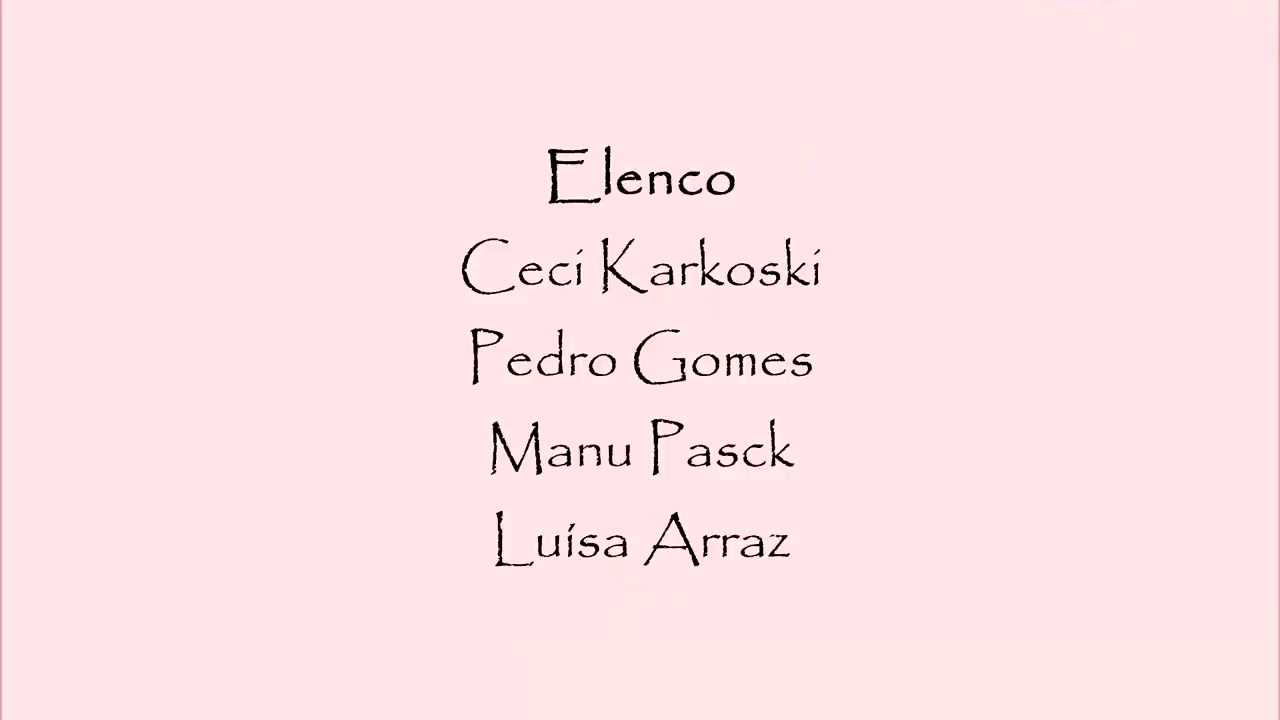 Elenco
Ceci Karkoski
Pedro Gomes
Manu Pasck
Luísa Arraz